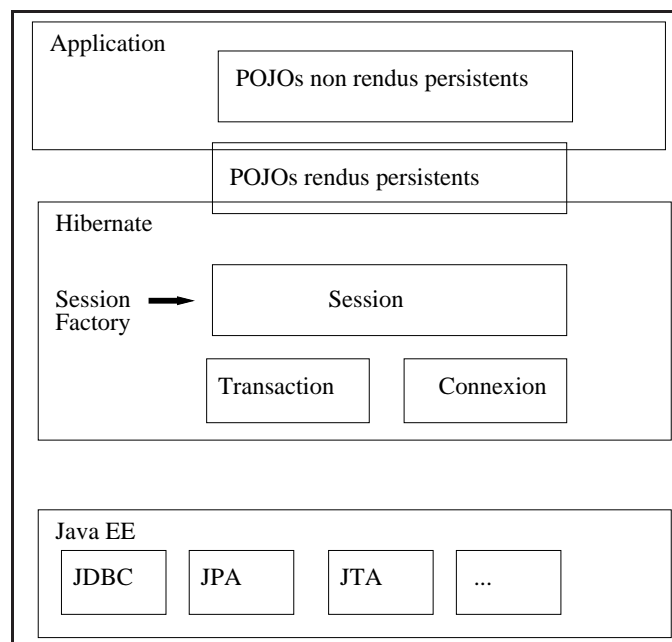 Application
POJOs non rendus persistents
POJOs rendus persistents
Hibernate
Session
Factory
Session
Transaction
Connexion
Java EE
JDBC
JPA
JTA
...